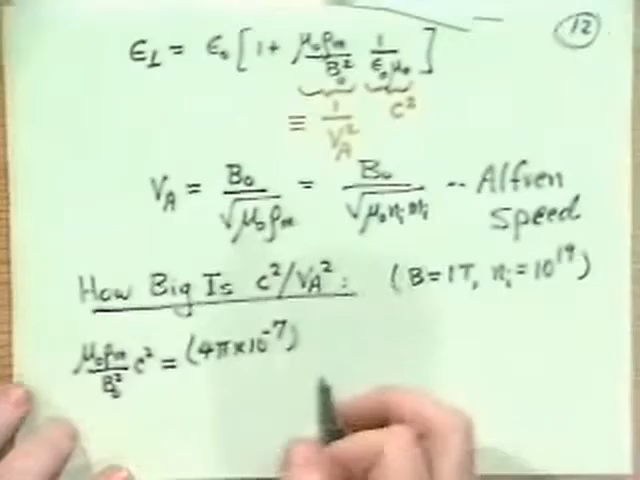 12
ε⊥ = ε₀ [ 1 + μ₀ρm/B₀² 1/ε₀μ₀ ]
≡ 1/VA² c²
VA = B₀/√μ₀ρm = B₀/√μ₀nᵢmᵢ -- Alfven
Speed
How Big Is c²/VA²: (B=1T, nᵢ=10¹⁹)
μ₀ρm/B₀² c² = (4π×10⁻⁷)